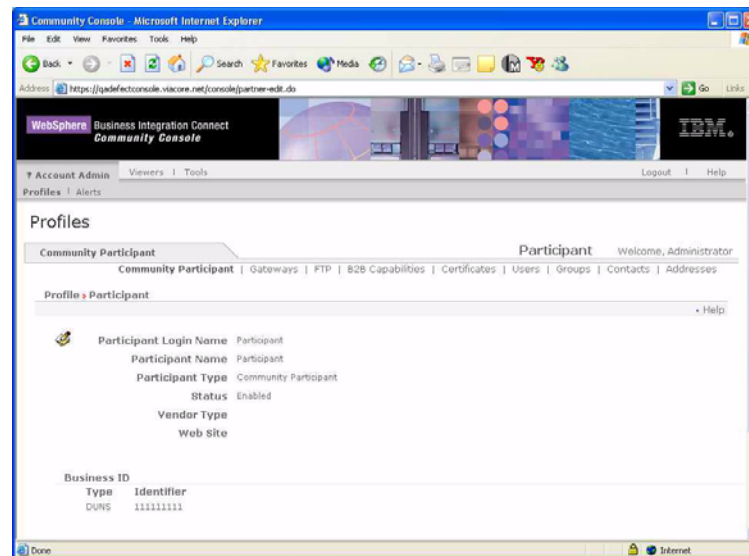 Community Console - Microsoft Internet Explorer
File Edit View Favorites Tools Help
Back Search Favorites Media
Address https://qadefectconsole.viacore.net/console/partner-edit.do Go Links
WebSphere Business Integration Connect
Community Console
IBM.
Account Admin Viewers | Tools Logout | Help
Profiles | Alerts
Profiles
Community Participant Participant Welcome, Administrator
Community Participant | Gateways | FTP | B2B Capabilities | Certificates | Users | Groups | Contacts | Addresses
Profile » Participant
• Help
Participant Login Name Participant
Participant Name Participant
Participant Type Community Participant
Status Enabled
Vendor Type
Web Site
Business ID
Type Identifier
DUNS 111111111
Done Internet